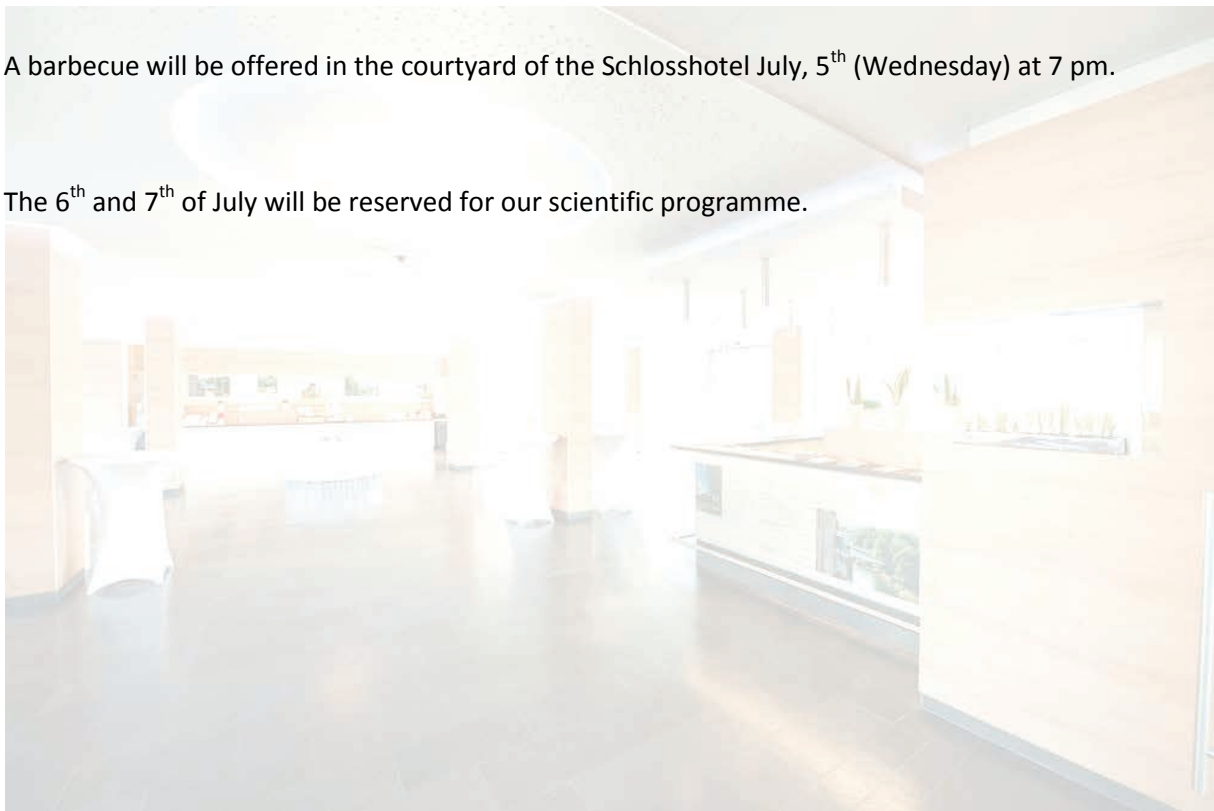 A barbecue will be offered in the courtyard of the Schlosshotel July, 5th (Wednesday) at 7 pm.
The 6th and 7th of July will be reserved for our scientific programme.